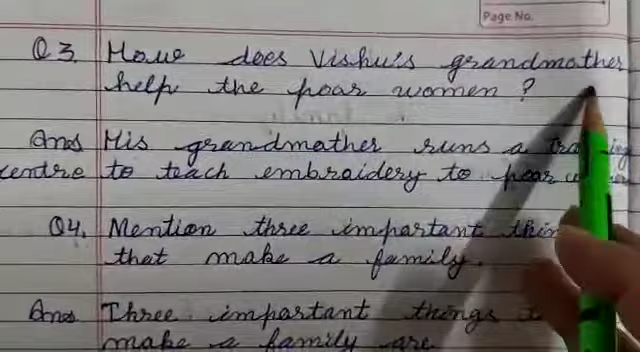 Page No.
Q3. How does Vishu's grandmother
help the poor women ?
Ans His grandmother runs a
centre to teach embroidery to poor
Q4. Mention three important
that make a family.
Ans Three important things
make a family are